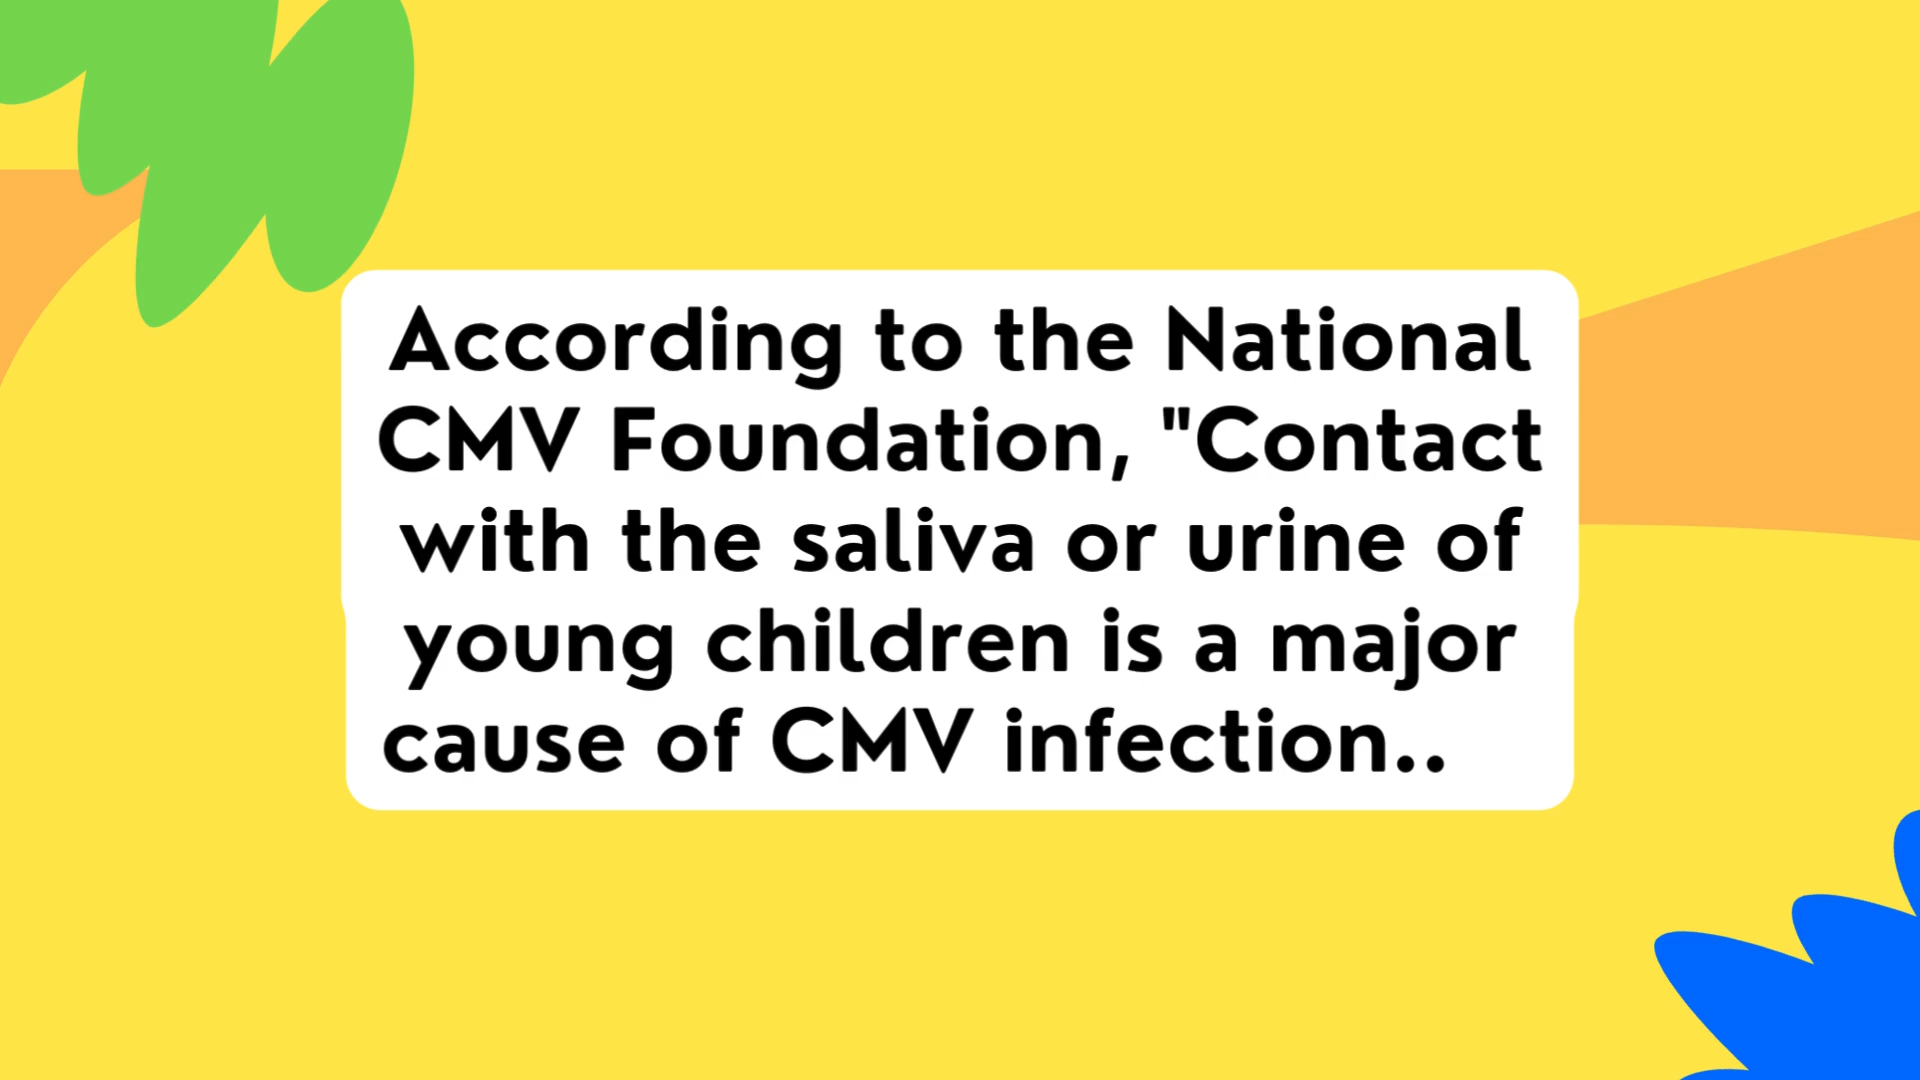 According to the National
CMV Foundation, "Contact
with the saliva or urine of
young children is a major
cause of CMV infection..